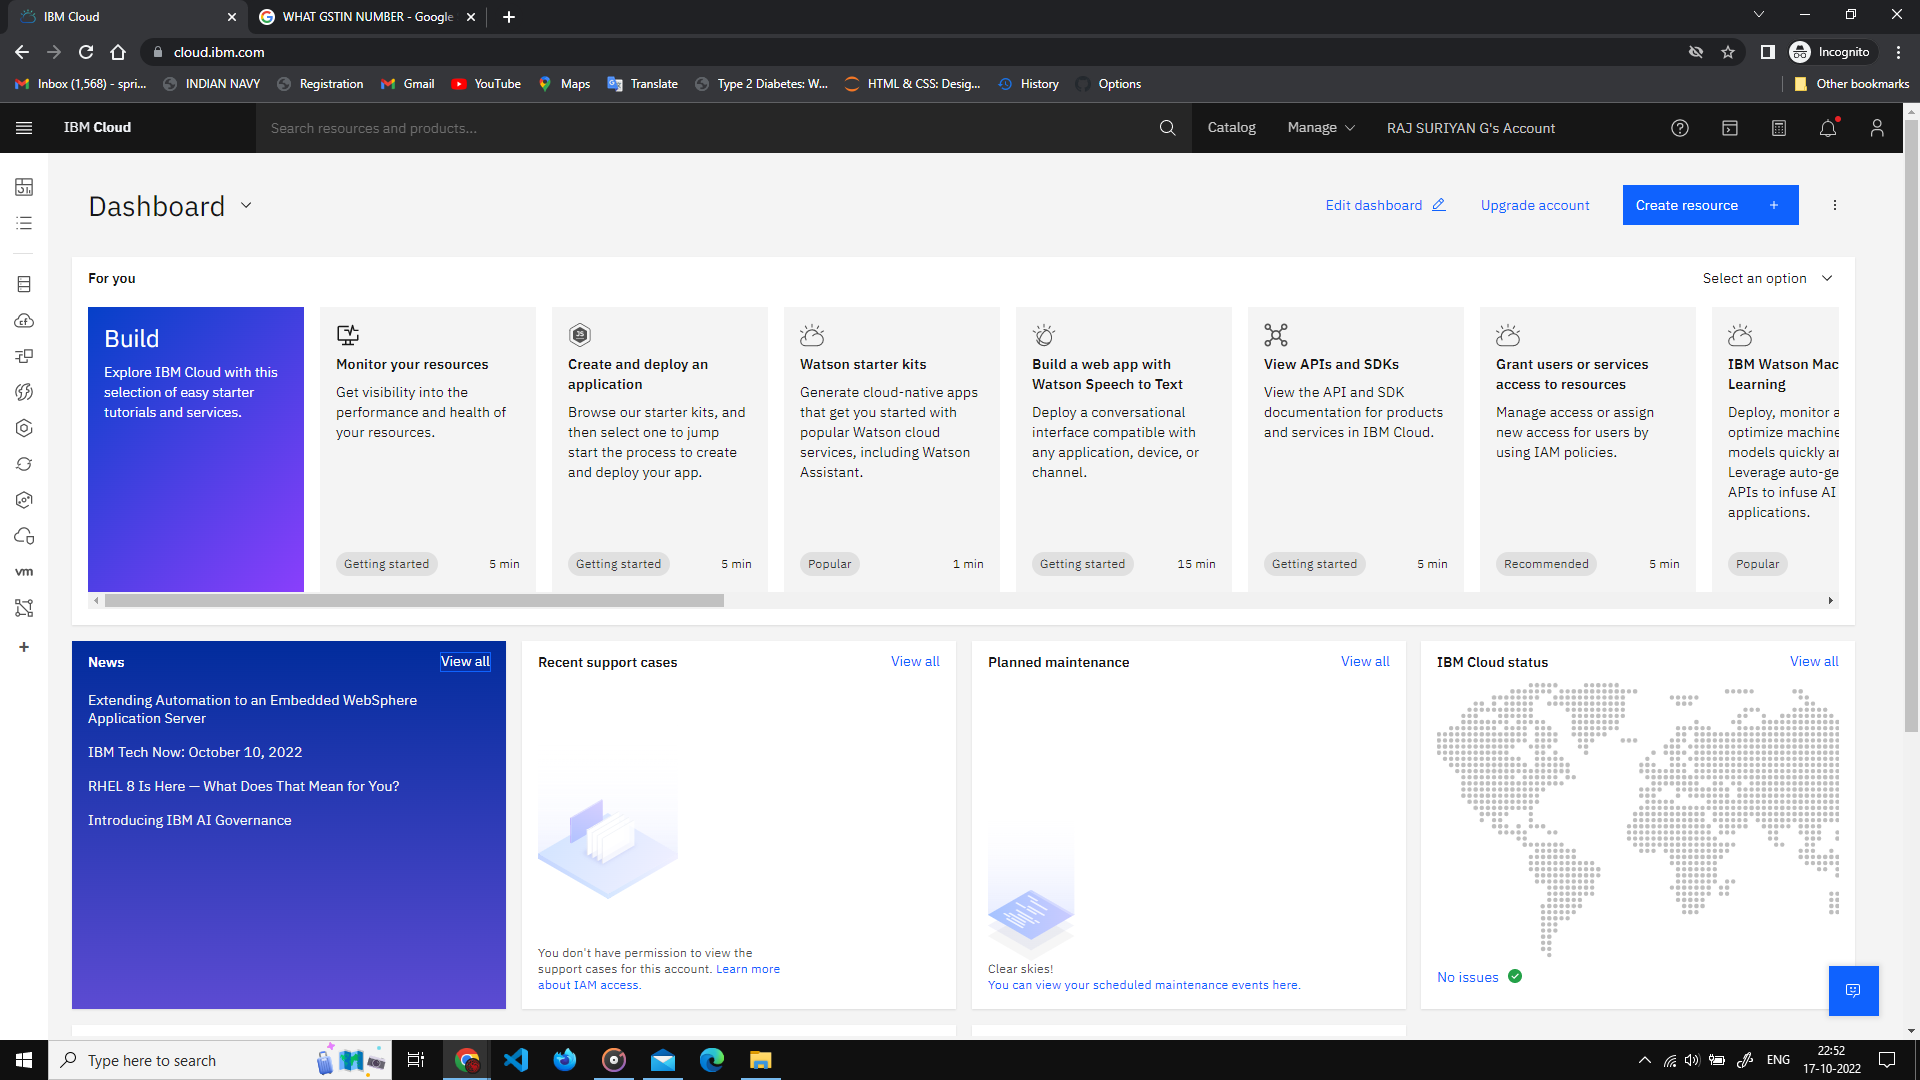 IBM Cloud
WHAT GSTIN NUMBER - Google
cloud.ibm.com
Incognito
Inbox (1,568) - spri...
INDIAN NAVY
Registration
Gmail
YouTube
Maps
Translate
Type 2 Diabetes: W...
HTML & CSS: Desig...
History
Options
Other bookmarks
IBM Cloud
Search resources and products...
Catalog
Manage
RAJ SURIYAN G's Account
Dashboard
Edit dashboard
Upgrade account
Create resource +
For you
Select an option
Build
Explore IBM Cloud with this
selection of easy starter
tutorials and services.
Monitor your resources
Get visibility into the
performance and health of
your resources.
Getting started
5 min
JS
Create and deploy an
application
Browse our starter kits, and
then select one to jump
start the process to create
and deploy your app.
Getting started
5 min
Watson starter kits
Generate cloud-native apps
that get you started with
popular Watson cloud
services, including Watson
Assistant.
Popular
1 min
Build a web app with
Watson Speech to Text
Deploy a conversational
interface compatible with
any application, device, or
channel.
Getting started
15 min
View APIs and SDKs
View the API and SDK
documentation for products
and services in IBM Cloud.
Getting started
5 min
Grant users or services
access to resources
Manage access or assign
new access for users by
using IAM policies.
Recommended
5 min
IBM Watson Mac
Learning
Deploy, monitor a
optimize machine
models quickly an
Leverage auto-ge
APIs to infuse AI
applications.
Popular
cf
vm
+
News
View all
Extending Automation to an Embedded WebSphere
Application Server
IBM Tech Now: October 10, 2022
RHEL 8 Is Here — What Does That Mean for You?
Introducing IBM AI Governance
Recent support cases
View all
You don't have permission to view the
support cases for this account. Learn more
about IAM access.
Planned maintenance
View all
Clear skies!
You can view your scheduled maintenance events here.
IBM Cloud status
View all
No issues
Type here to search
ENG
22:52
17-10-2022